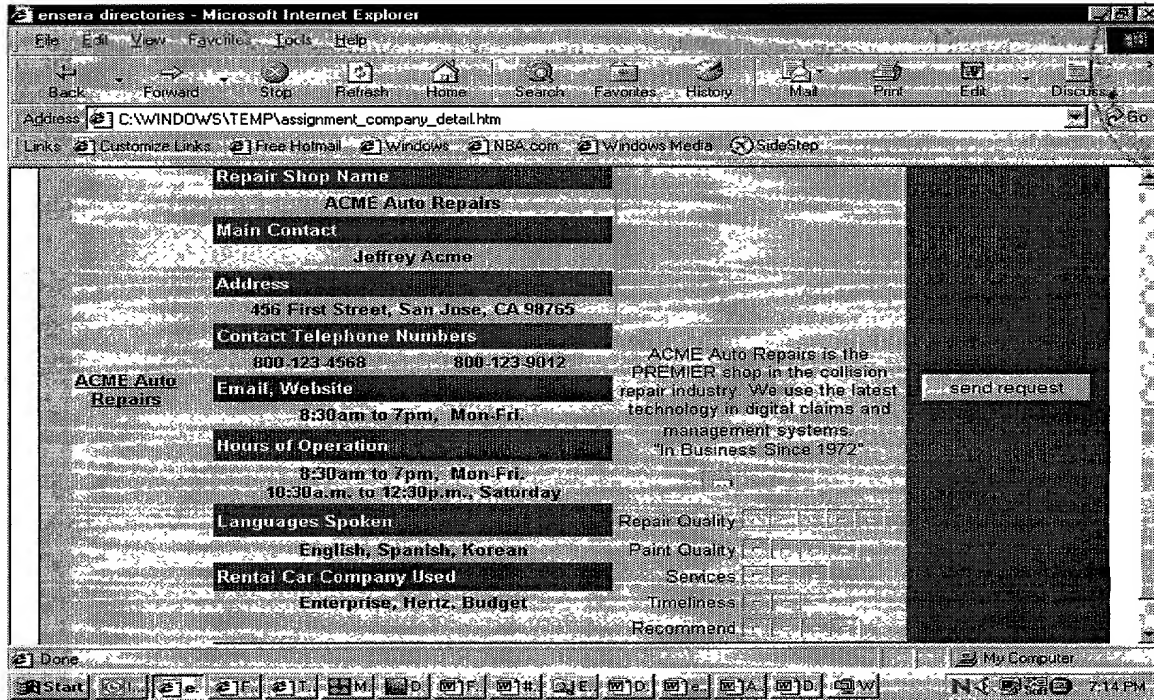 ensera directories - Microsoft Internet Explorer
File Edit View Favorites Tools Help
Back Forward Stop Refresh Home Search Favorites History Mail Print Edit Discuss
Address C:\WINDOWS\TEMP\assignment_company_detail.htm Go
Links Customize Links Free Hotmail Windows NBA.com Windows Media SideStep
Repair Shop Name
ACME Auto Repairs
Main Contact
Jeffrey Acme
Address
456 First Street, San Jose, CA 98765
Contact Telephone Numbers
800-123-4568 800-123-9012
ACME Auto
Repairs
Email, Website
8:30am to 7pm, Mon-Fri.
Hours of Operation
8:30am to 7pm, Mon-Fri.
10:30a.m. to 12:30p.m., Saturday
Languages Spoken
English, Spanish, Korean
Rental Car Company Used
Enterprise, Hertz, Budget
ACME Auto Repairs is the
PREMIER shop in the collision
repair industry. We use the latest
technology in digital claims and
management systems.
"In Business Since 1972"
Repair Quality
Paint Quality
Services
Timeliness
Recommend
send request
Done My Computer
Start 7:14 PM